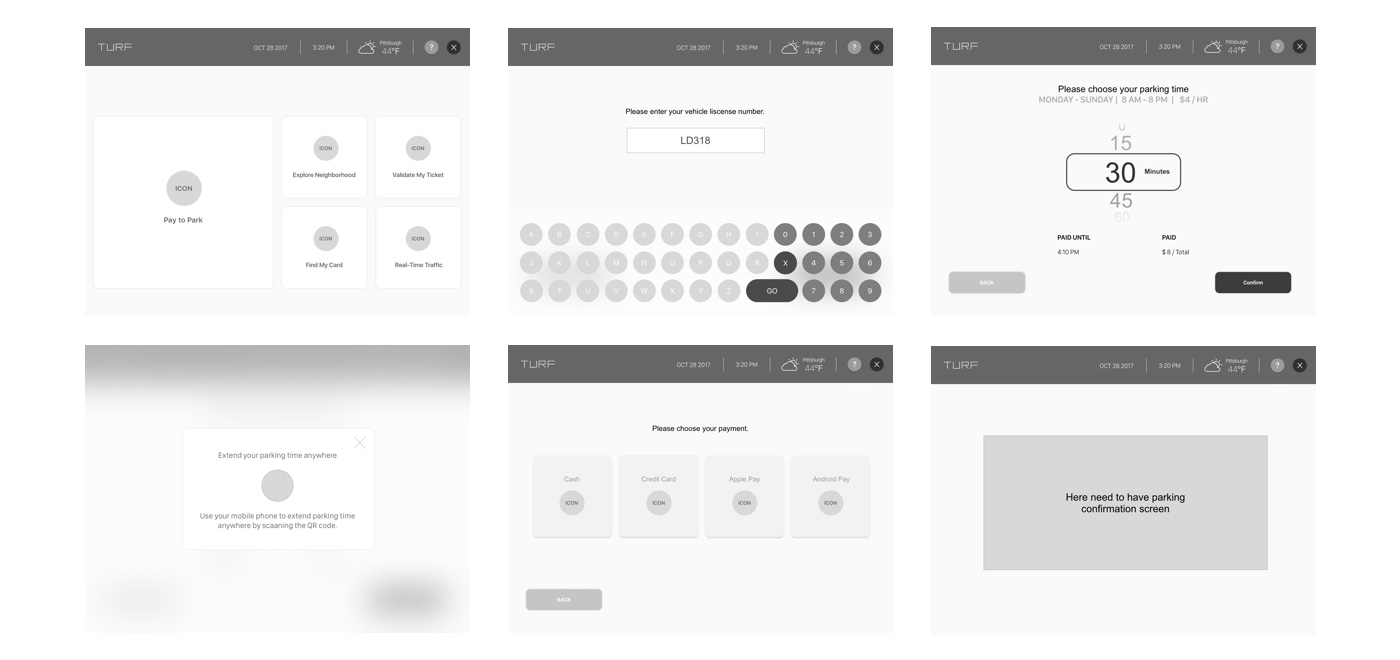 TURF
OCT 28 2017
3:20 PM
Pittsburgh
44°F
?
X
ICON
Pay to Park
ICON
Explore Neighborhood
ICON
Validate My Ticket
ICON
Find My Card
ICON
Real-Time Traffic
TURF
OCT 28 2017
3:20 PM
Pittsburgh
44°F
?
X
Please enter your vehicle liscense number.
LD318
A B C D E F G H I 0 1 2 3
J K L M N O P Q R X 4 5 6
S T U V W X Y Z GO 7 8 9
TURF
OCT 28 2017
3:20 PM
Pittsburgh
44°F
?
X
Please choose your parking time
MONDAY - SUNDAY | 8 AM - 8 PM | $4 / HR
15
30 Minutes
45
60
PAID UNTIL
4:10 PM
PAID
$ 8 / Total
BACK
Confirm
Extend your parking time anywhere
Use your mobile phone to extend parking time
anywhere by scaaning the QR code.
TURF
OCT 28 2017
3:20 PM
Pittsburgh
44°F
?
X
Please choose your payment.
Cash
ICON
Credit Card
ICON
Apple Pay
ICON
Android Pay
ICON
BACK
TURF
OCT 28 2017
3:20 PM
Pittsburgh
44°F
?
X
Here need to have parking
confirmation screen